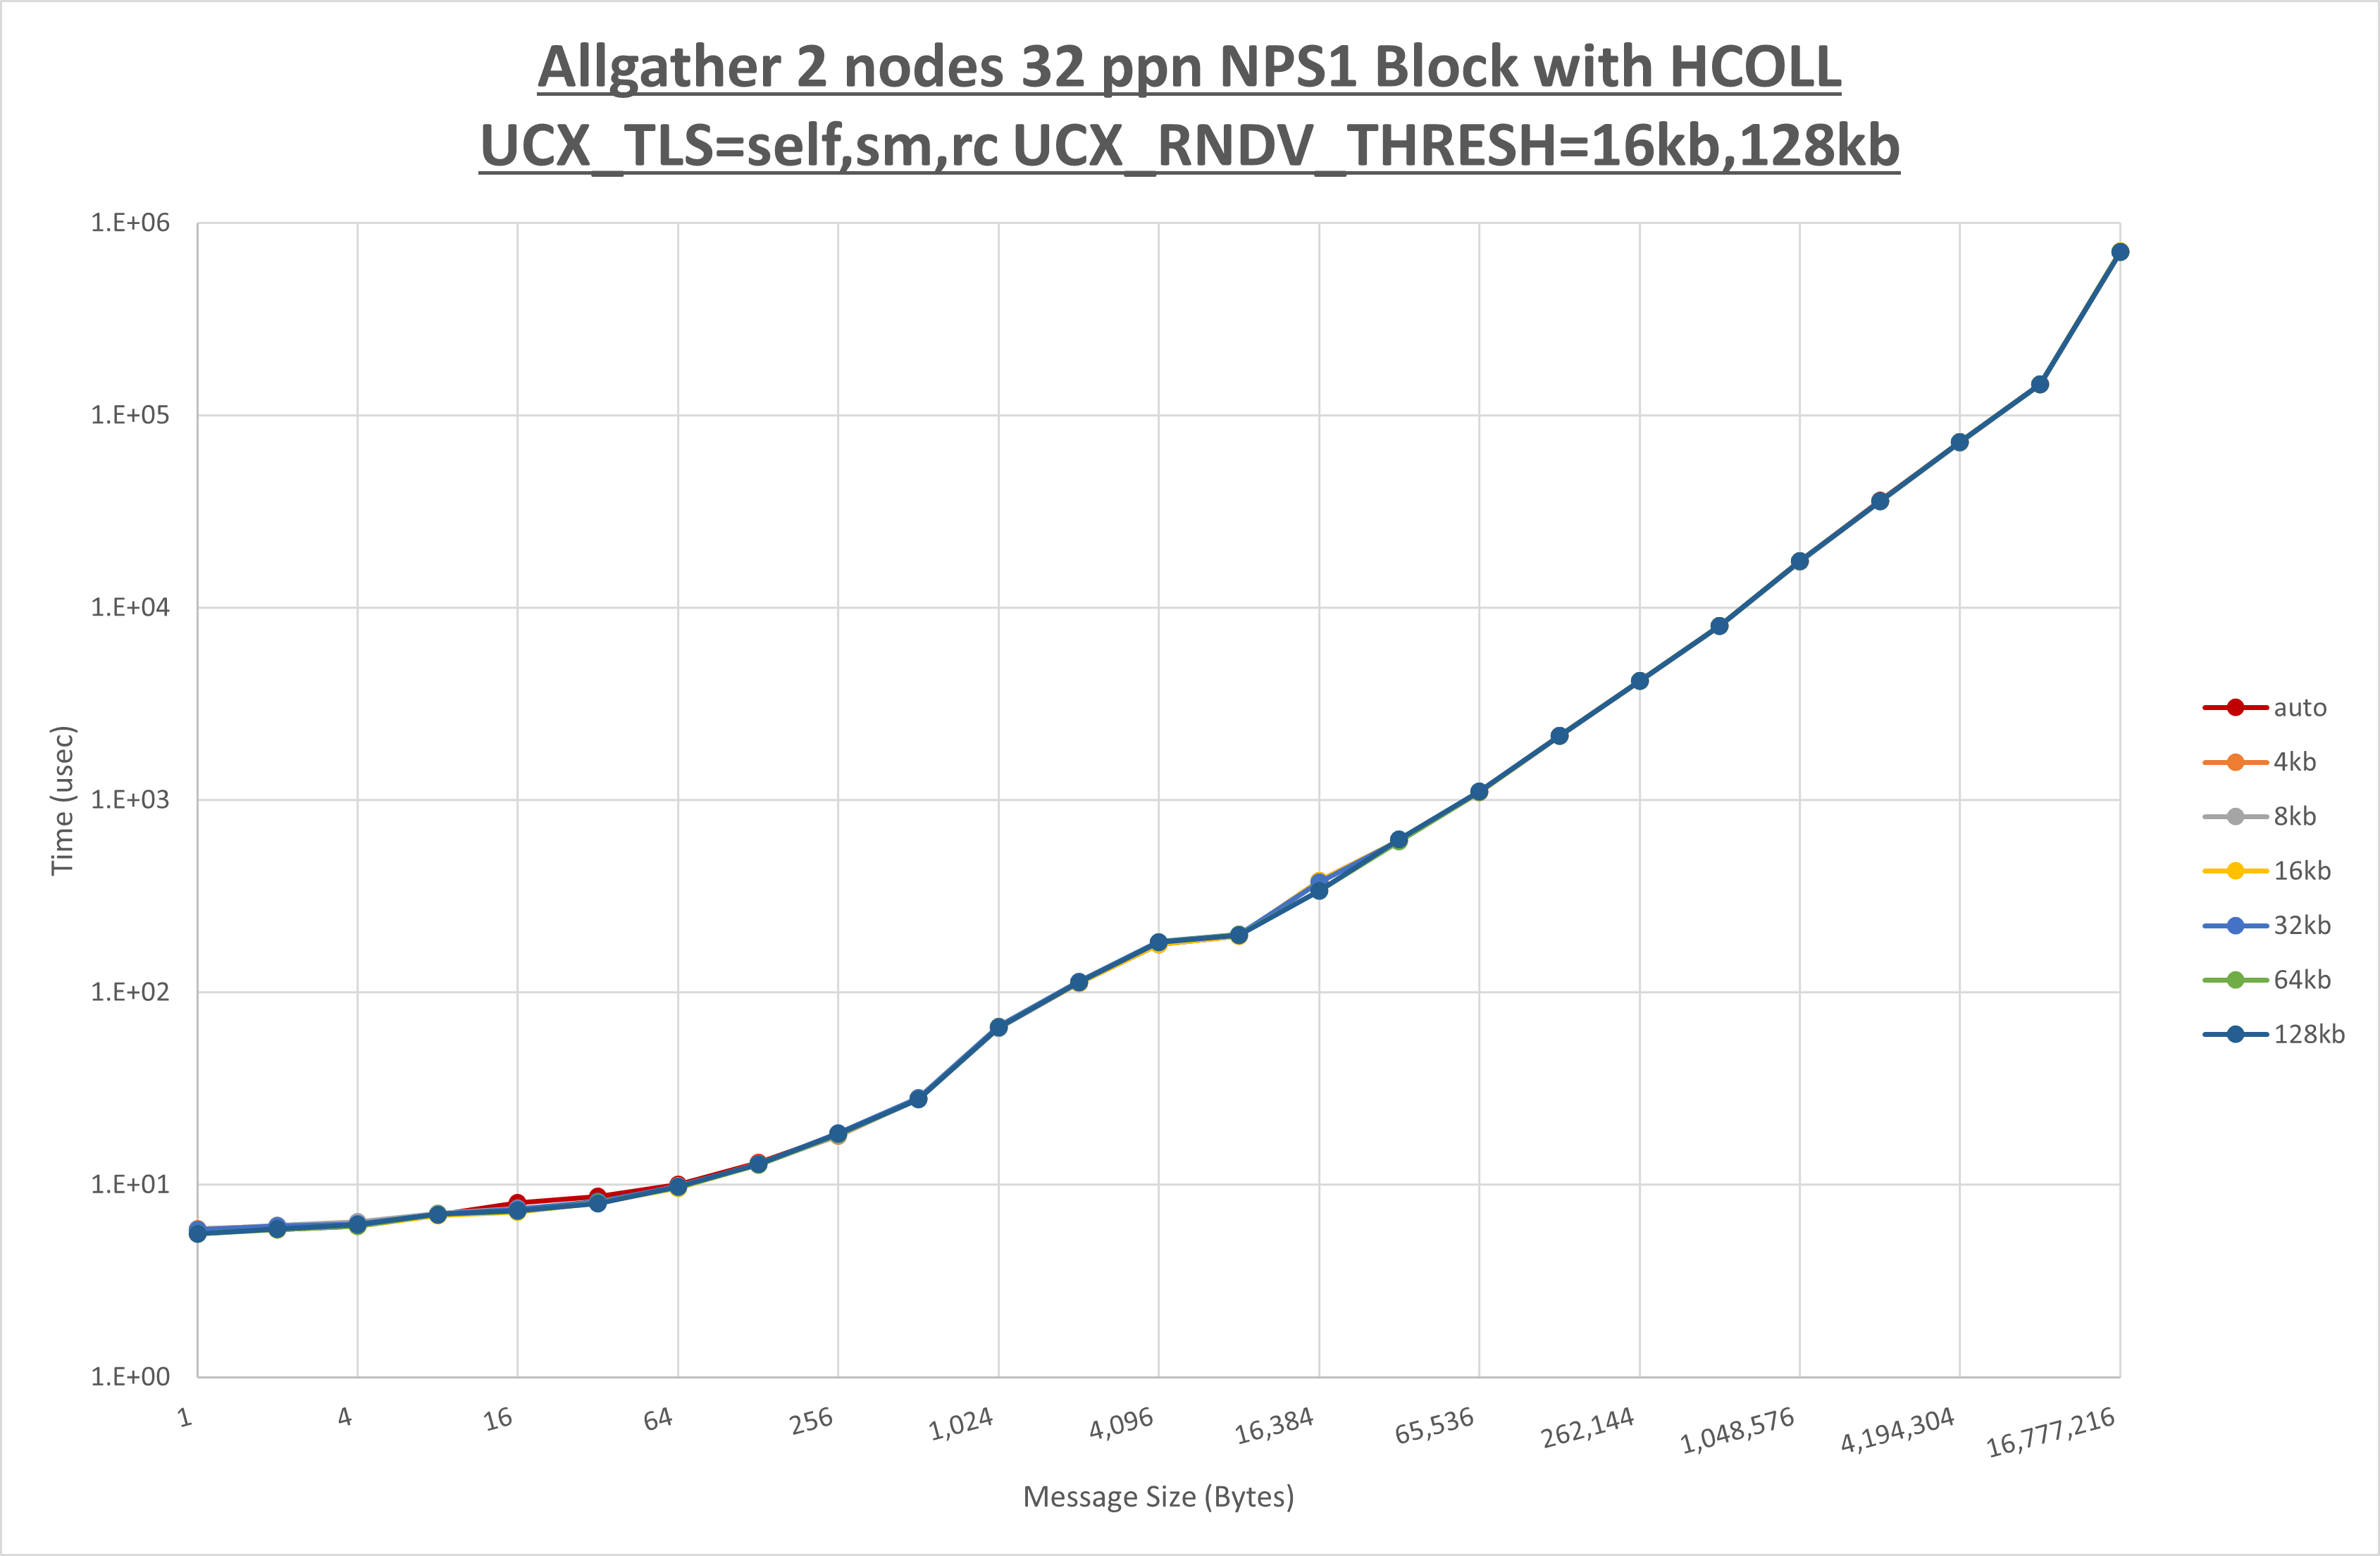 Allgather 2 nodes 32 ppn NPS1 Block with HCOLL
UCX_TLS=self,sm,rc UCX_RNDV_THRESH=16kb,128kb
1.E+06
1.E+05
1.E+04
1.E+03
1.E+02
1.E+01
1.E+00
Time (usec)
1
4
16
64
256
1,024
4,096
16,384
65,536
262,144
1,048,576
4,194,304
16,777,216
Message Size (Bytes)
auto
4kb
8kb
16kb
32kb
64kb
128kb